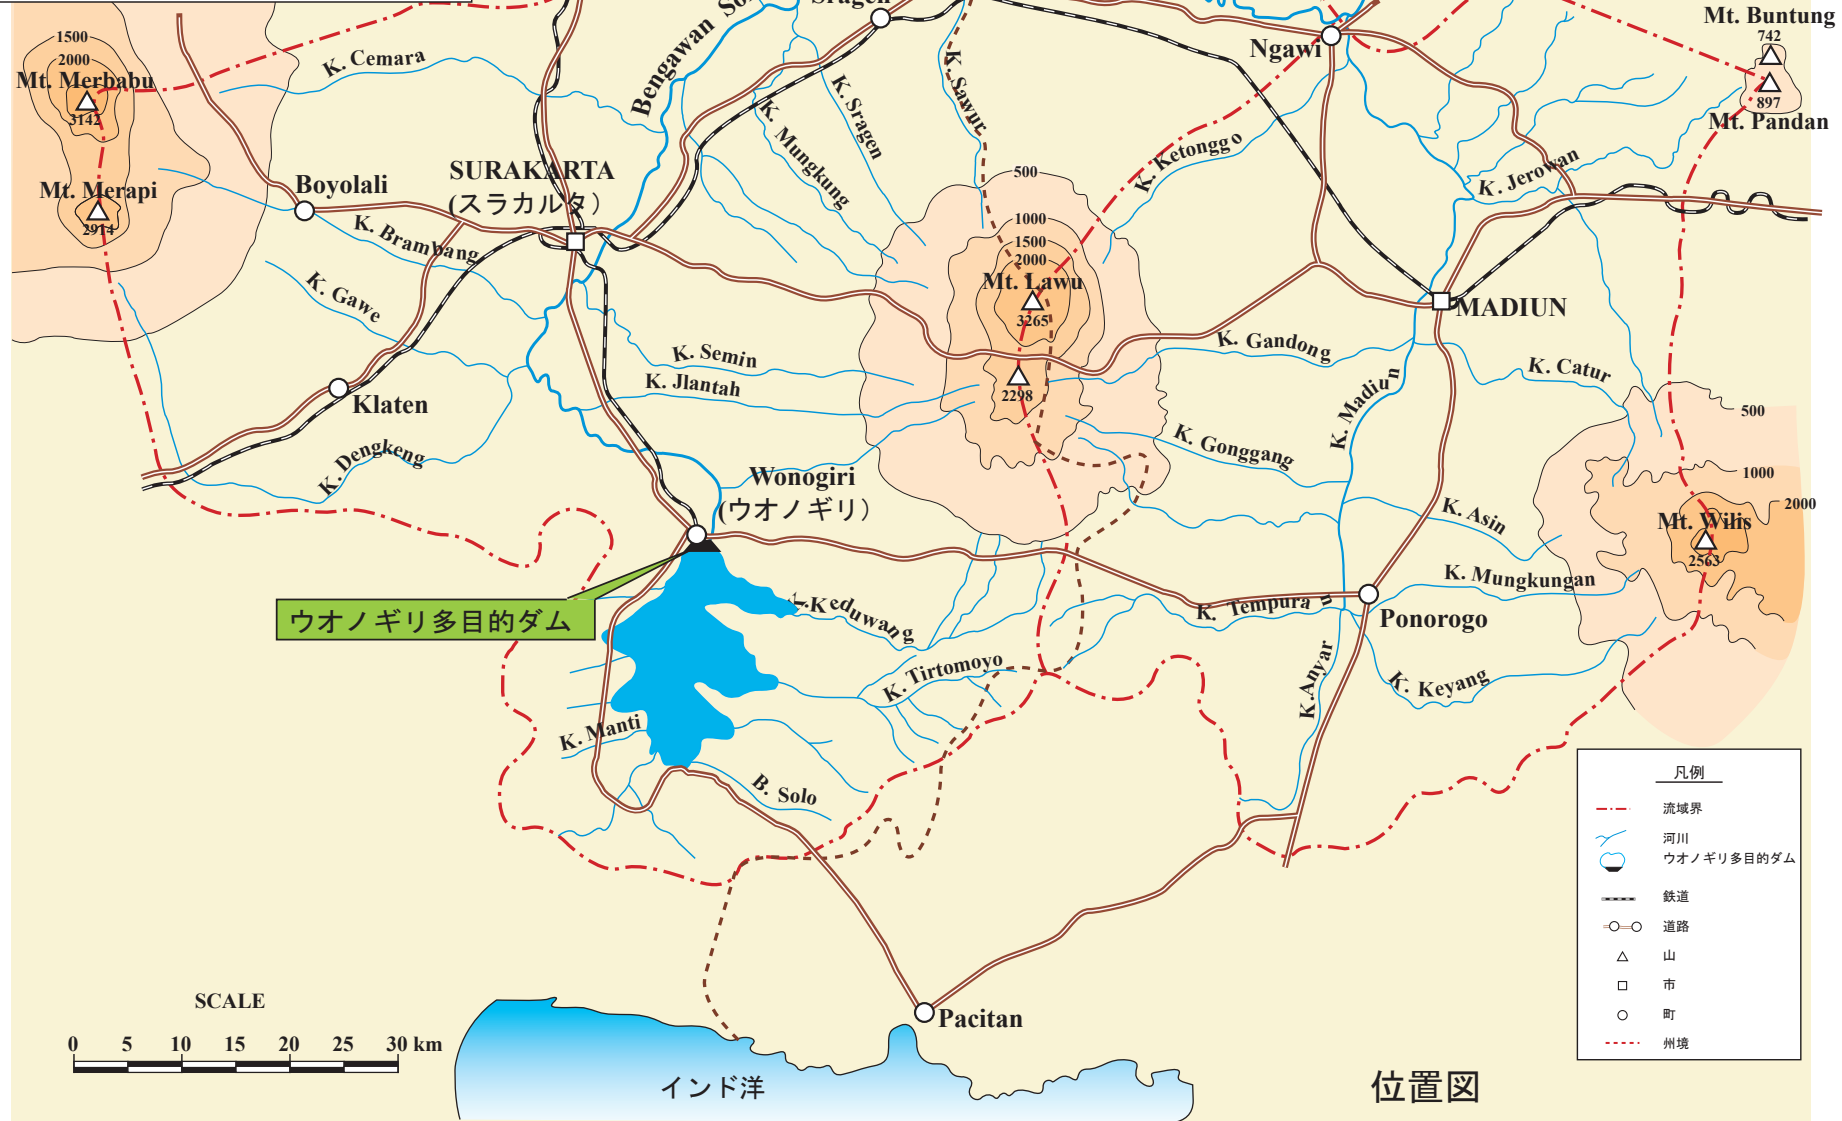 Sragen
Bengawan
Mt. Buntung
742
Ngawi
897
Mt. Pandan
1500
2000
Mt. Merbabu
3142
K. Cemara
K. Sragen
K. Sawur
K. Mungkung
K. Ketonggo
K. Jerowan
Mt. Merapi
2914
Boyolali
SURAKARTA
(スラカルタ)
500
1000
1500
2000
Mt. Lawu
3265
2298
K. Brambang
K. Gawe
MADIUN
K. Semin
K. Jlantah
K. Gandong
K. Catur
K. Madiun
Klaten
K. Dengkeng
K. Gonggang
500
1000
2000
Mt. Wilis
2563
Wonogiri
(ウオノギリ)
K. Asin
K. Mungkungan
ウオノギリ多目的ダム
K. Keduwang
K. Tempuran
Ponorogo
K. Tirtomoyo
K.Anyar
K. Keyang
K. Manti
B. Solo
凡例
流域界
河川
ウオノギリ多目的ダム
鉄道
道路
山
市
町
州境
SCALE
0 5 10 15 20 25 30 km
Pacitan
インド洋
位置図